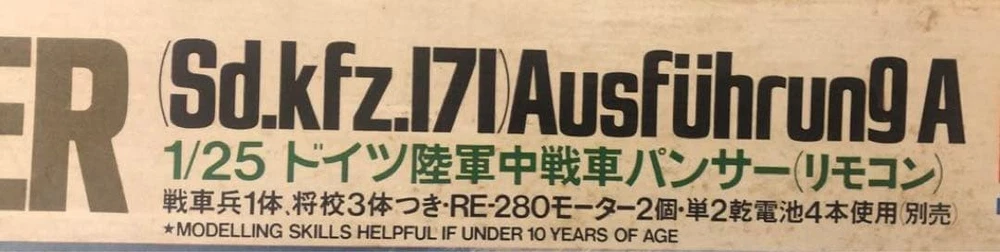 ER (Sd.kfz.171) Ausführung A
1/25 ドイツ陸軍中戦車パンサー(リモコン)
戦車兵1体、将校3体つき・RE-280モーター2個・単2乾電池4本使用(別売)
★MODELLING SKILLS HELPFUL IF UNDER 10 YEARS OF AGE